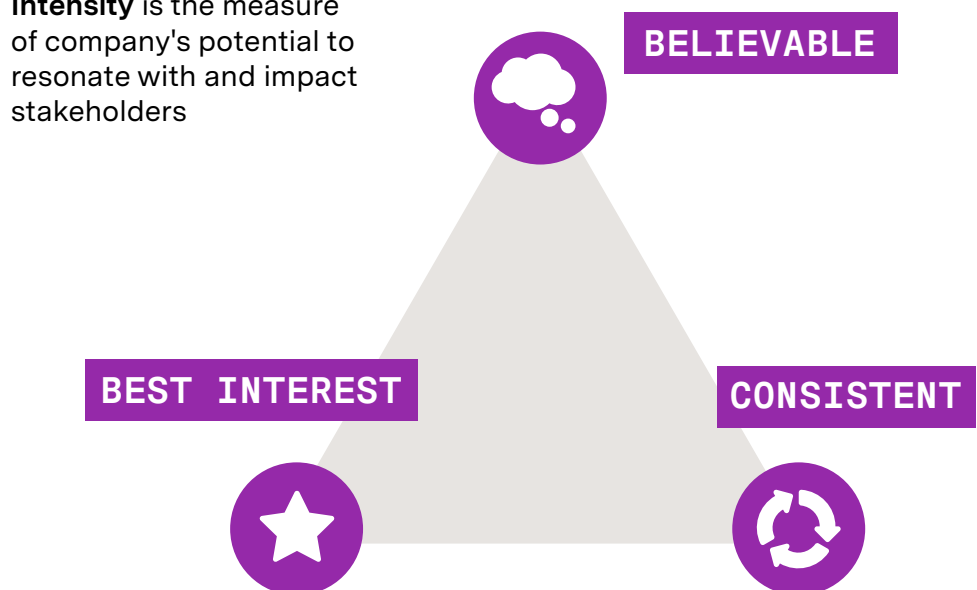 Intensity is the measure
of company's potential to
resonate with and impact
stakeholders
BELIEVABLE
BEST INTEREST
CONSISTENT